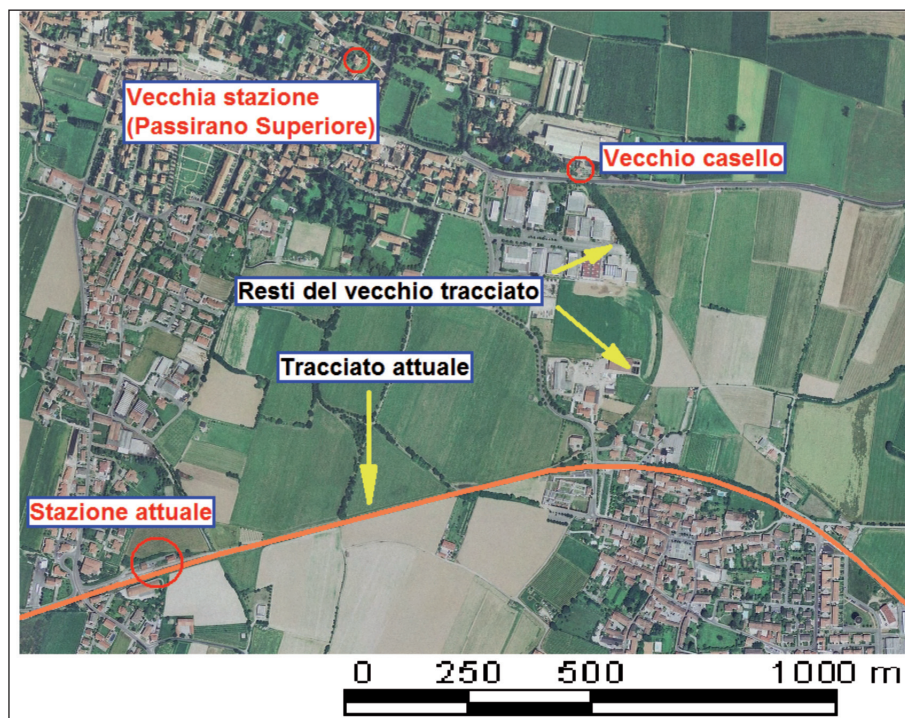 Vecchia stazione
(Passirano Superiore)
Vecchio casello
Resti del vecchio tracciato
Tracciato attuale
Stazione attuale
0 250 500 1000 m